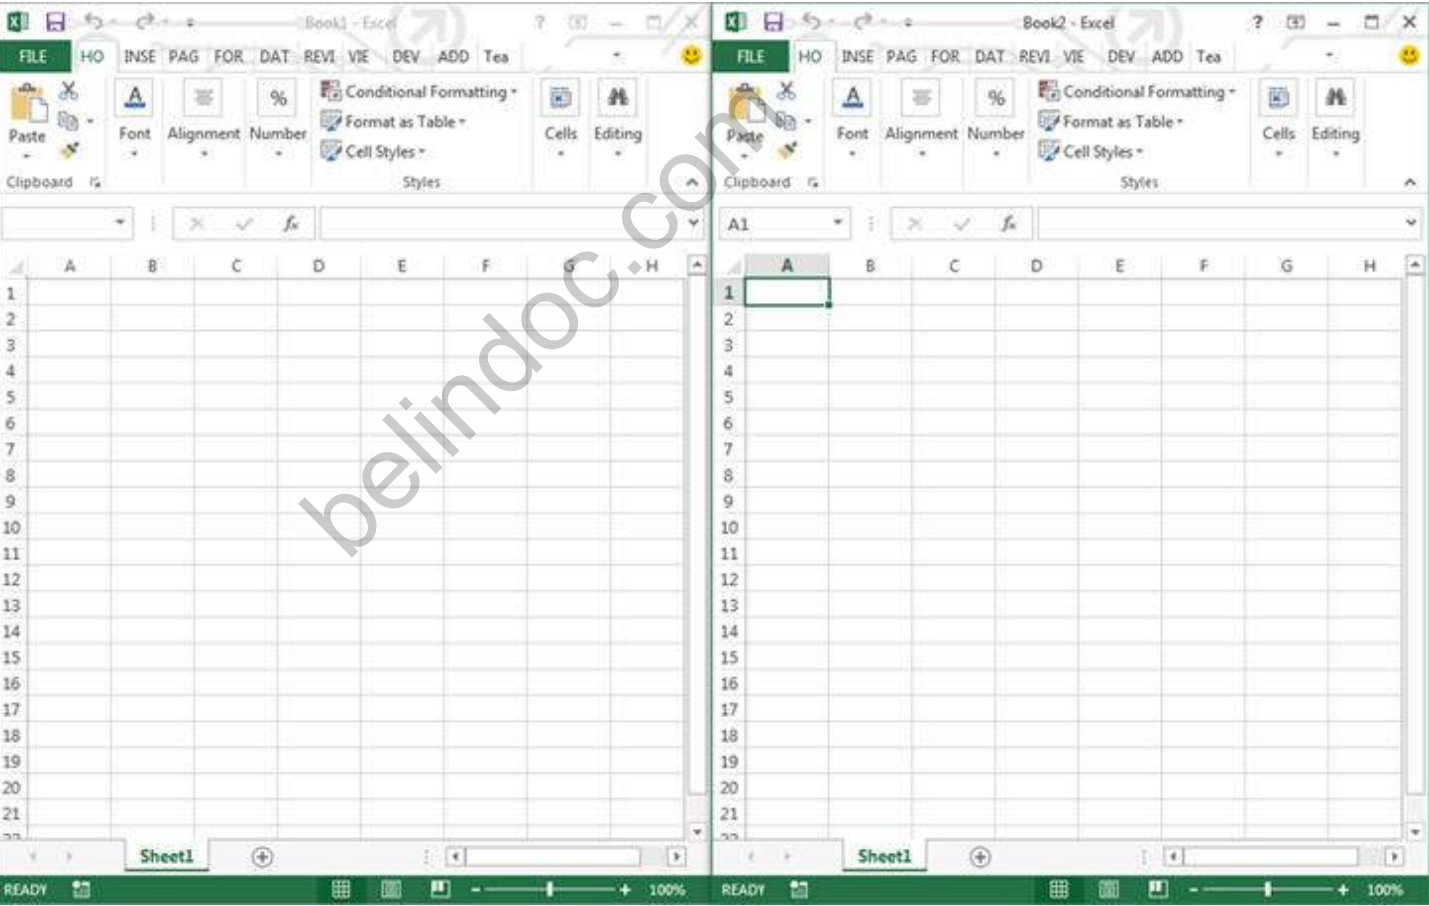 Book1 - Excel
FILE HO INSE PAG FOR DAT REVI VIE DEV ADD Tea
Conditional Formatting
Format as Table
Cell Styles
Paste Font Alignment Number Cells Editing
Clipboard Styles
A B C D E F G H
1
2
3
4
5
6
7
8
9
10
11
12
13
14
15
16
17
18
19
20
21
22
Sheet1
READY 100%
Book2 - Excel
FILE HO INSE PAG FOR DAT REVI VIE DEV ADD Tea
Conditional Formatting
Format as Table
Cell Styles
Paste Font Alignment Number Cells Editing
Clipboard Styles
A1
A B C D E F G H
1
2
3
4
5
6
7
8
9
10
11
12
13
14
15
16
17
18
19
20
21
22
Sheet1
READY 100%
belindoc.com